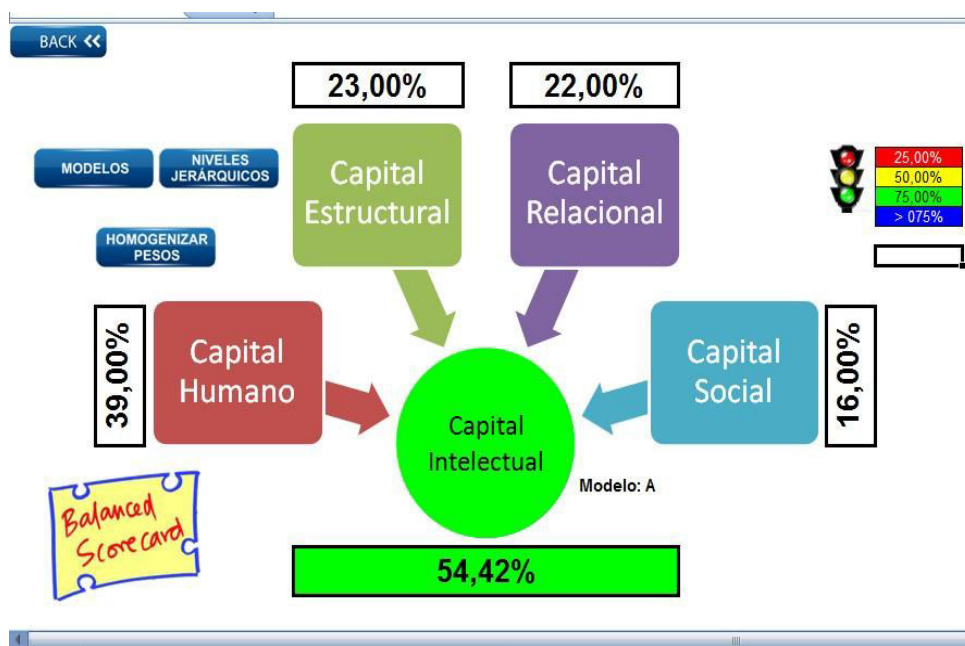 BACK
23,00%
22,00%
MODELOS
NIVELES
JERÁRQUICOS
Capital
Estructural
Capital
Relacional
25,00%
50,00%
75,00%
> 075%
HOMOGENIZAR
PESOS
39,00%
Capital
Humano
Capital
Social
16,00%
Capital
Intelectual
Modelo: A
Balanced
Scorecard
54,42%